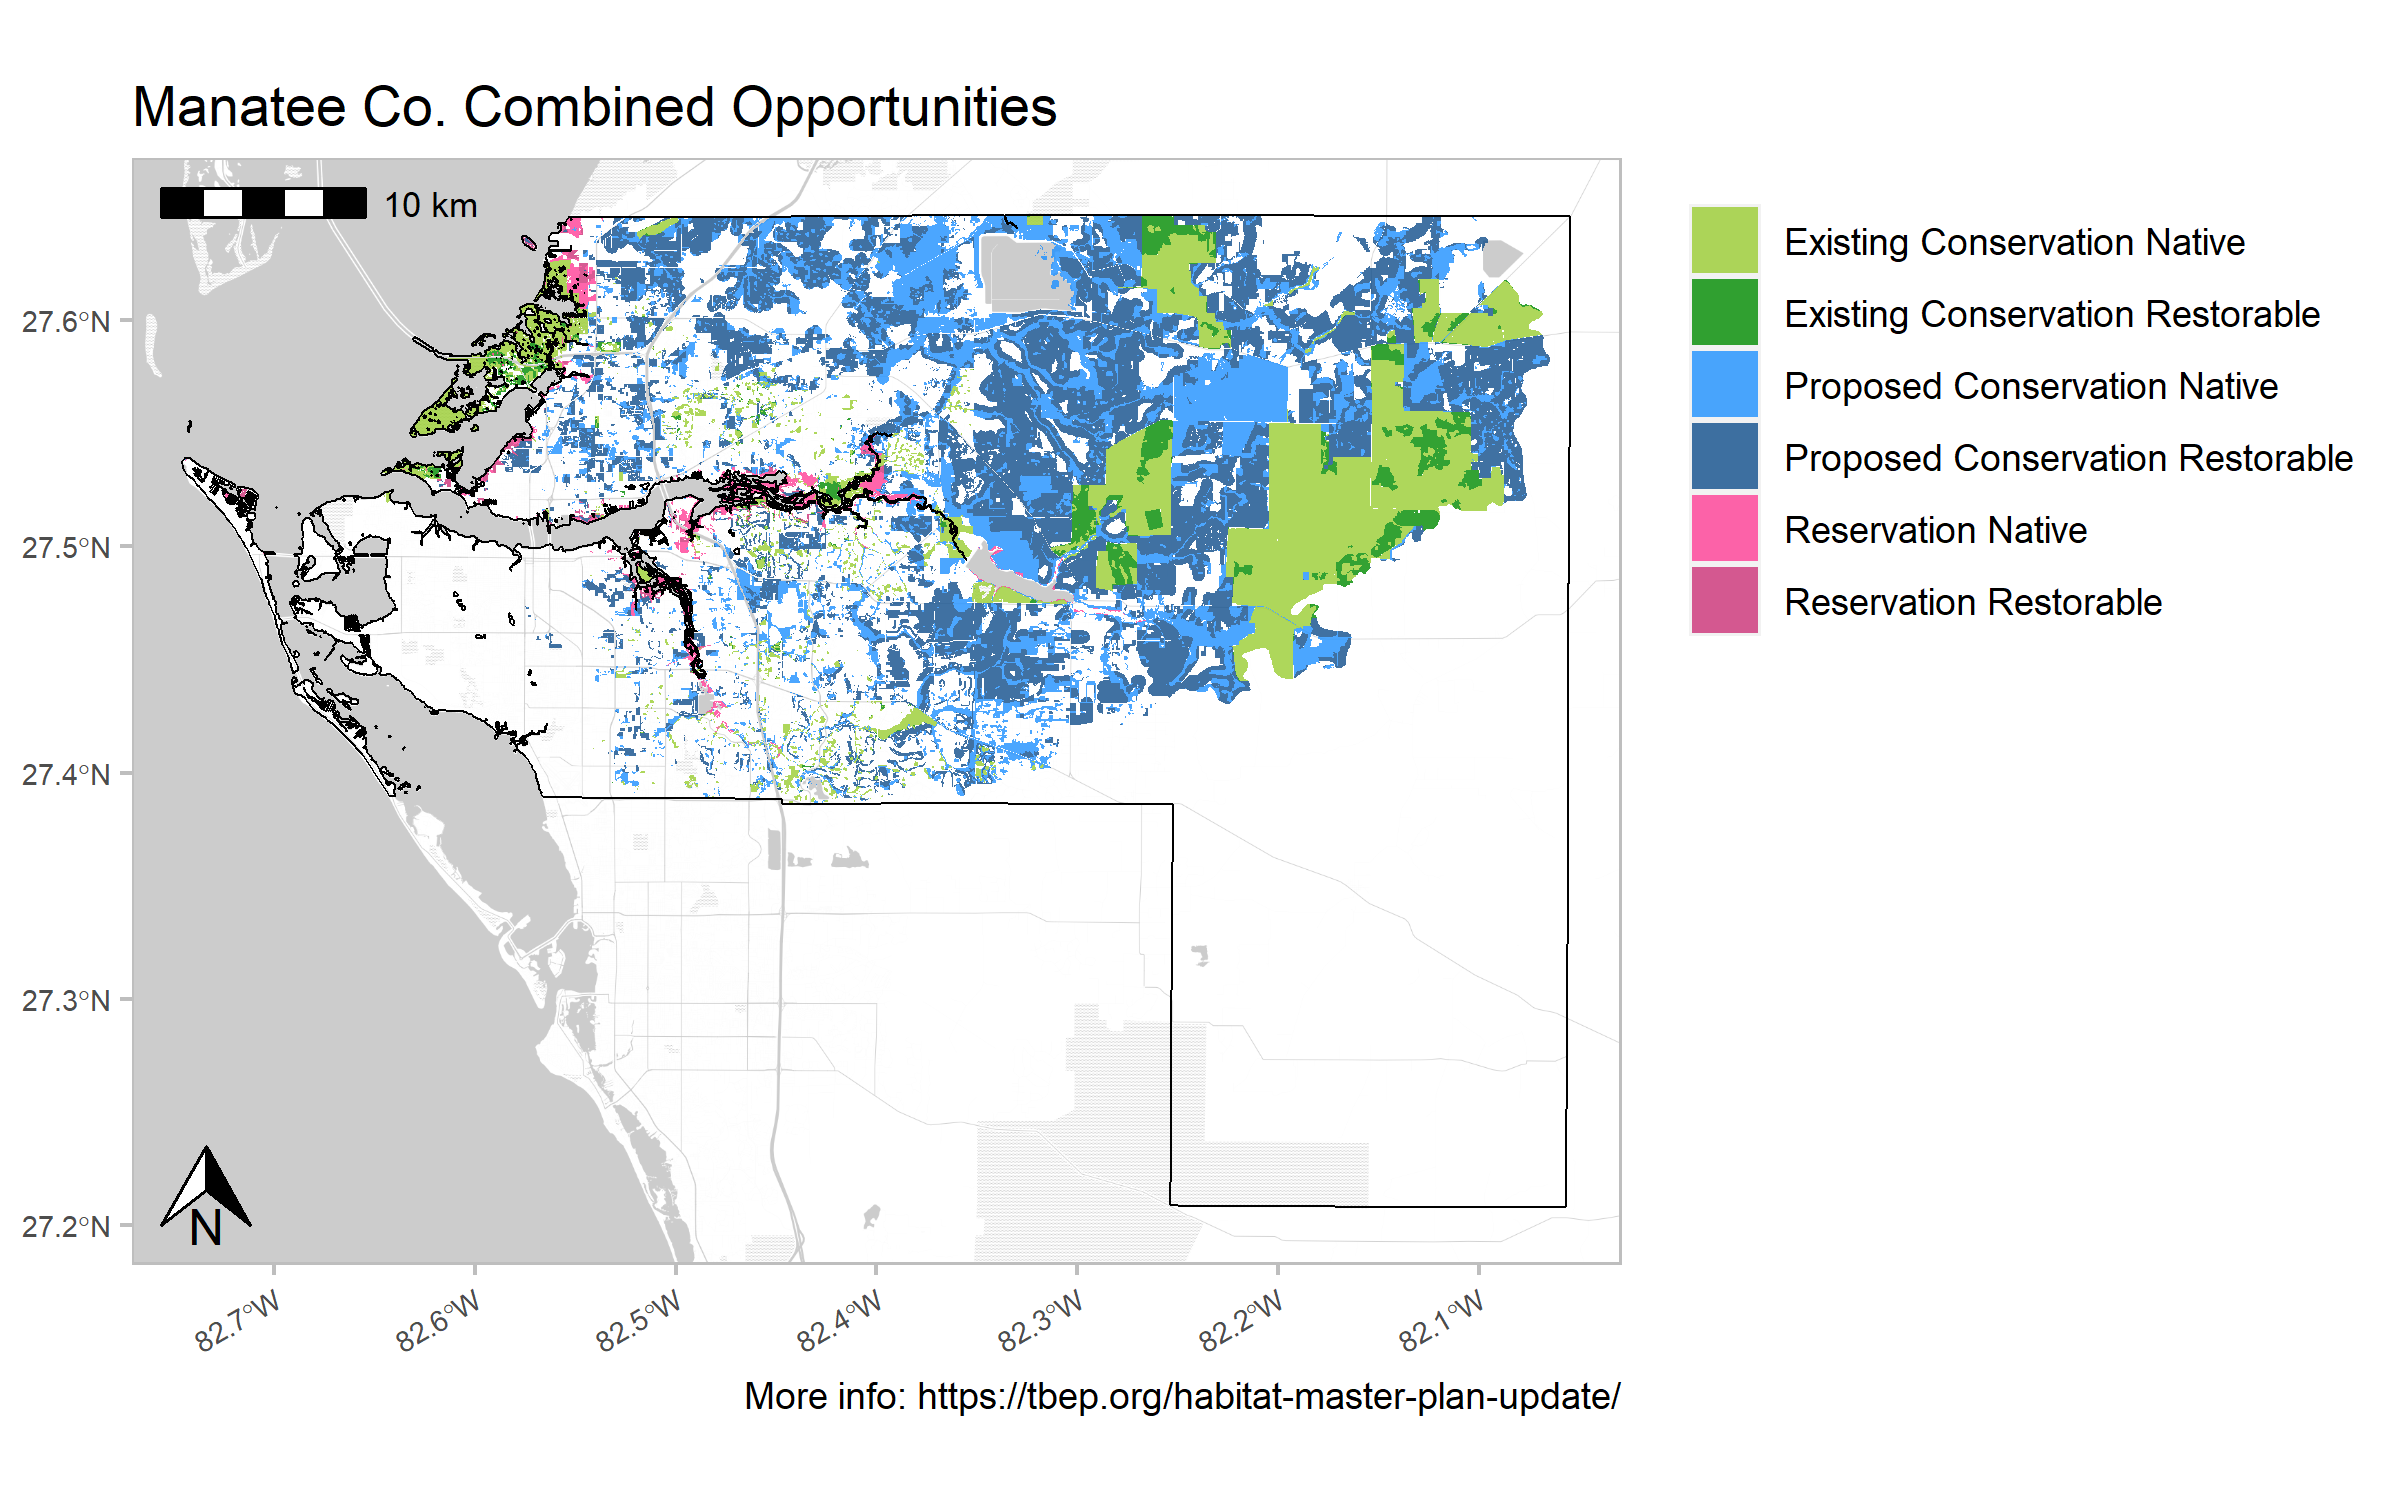 Manatee Co. Combined Opportunities
10 km
Existing Conservation Native
Existing Conservation Restorable
Proposed Conservation Native
Proposed Conservation Restorable
Reservation Native
Reservation Restorable
27.6°N
27.5°N
27.4°N
27.3°N
27.2°N
N
82.7°W
82.6°W
82.5°W
82.4°W
82.3°W
82.2°W
82.1°W
More info: https://tbep.org/habitat-master-plan-update/